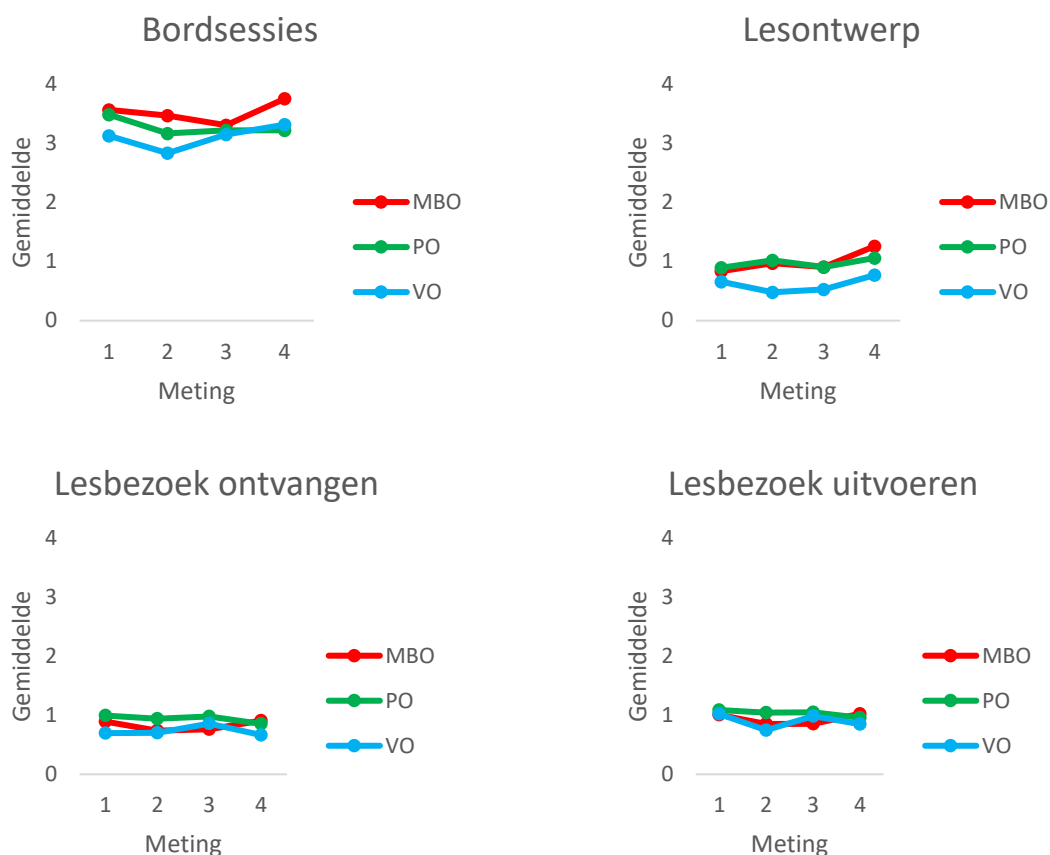 Bordsessies
4
3
2
1
0
Gemiddelde
1 2 3 4
Meting
MBO
PO
VO
Lesontwerp
4
3
2
1
0
Gemiddelde
1 2 3 4
Meting
MBO
PO
VO
Lesbezoek ontvangen
4
3
2
1
0
Gemiddelde
1 2 3 4
Meting
MBO
PO
VO
Lesbezoek uitvoeren
4
3
2
1
0
Gemiddelde
1 2 3 4
Meting
MBO
PO
VO